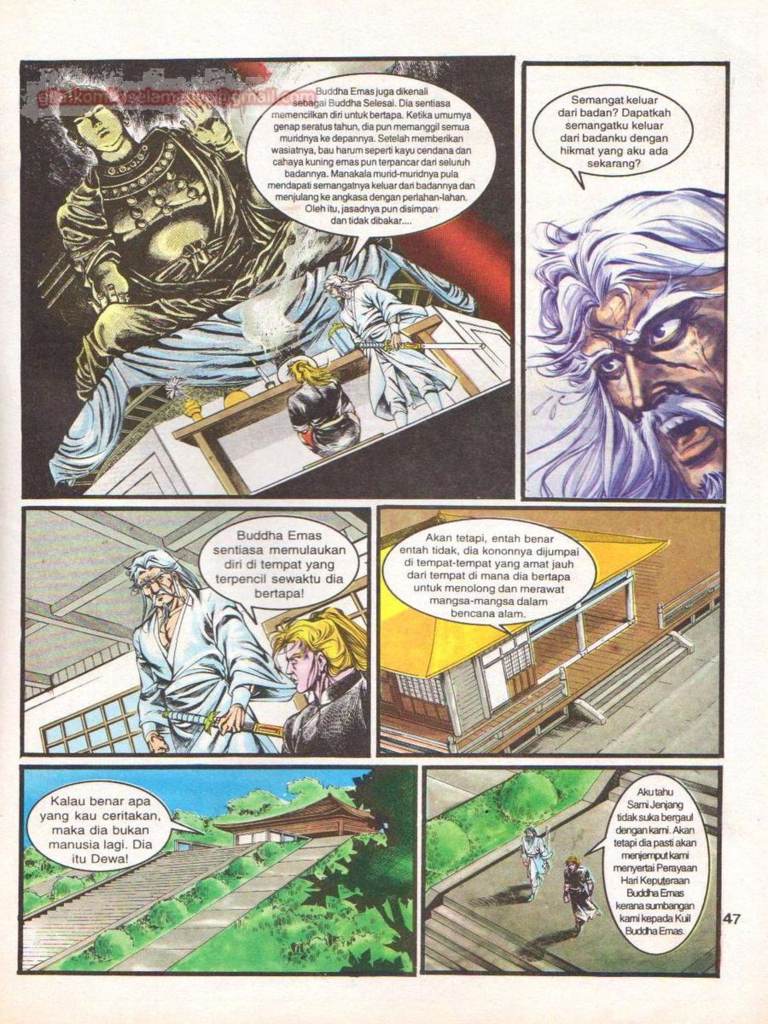 Buddha Emas juga dikenali
sebagai Buddha Selesai. Dia sentiasa
memencilkan diri untuk bertapa. Ketika umurnya
genap seratus tahun, dia pun memanggil semua
muridnya ke depannya. Setelah memberikan
wasiatnya, bau harum seperti kayu cendana dan
cahaya kuning emas pun terpancar dari seluruh
badannya. Manakala murid-muridnya pula
mendapati semangatnya keluar dari badannya dan
menjulang ke angkasa dengan perlahan-lahan.
Oleh itu, jasadnya pun disimpan
dan tidak dibakar....
Semangat keluar
dari badan? Dapatkah
semangatku keluar
dari badanku dengan
hikmat yang aku ada
sekarang?
Buddha Emas
sentiasa memulaukan
diri di tempat yang
terpencil sewaktu dia
bertapa!
Akan tetapi, entah benar
entah tidak, dia kononnya dijumpai
di tempat-tempat yang amat jauh
dari tempat di mana dia bertapa
untuk menolong dan merawat
mangsa-mangsa dalam
bencana alam.
Kalau benar apa
yang kau ceritakan,
maka dia bukan
manusia lagi. Dia
itu Dewa!
Aku tahu
Sami Jenjang
tidak suka bergaul
dengan kami. Akan
tetapi dia pasti akan
menjemput kami
menyertai Perayaan
Hari Keputeraan
Buddha Emas
kerana sumbangan
kami kepada Kuil
Buddha Emas.
47